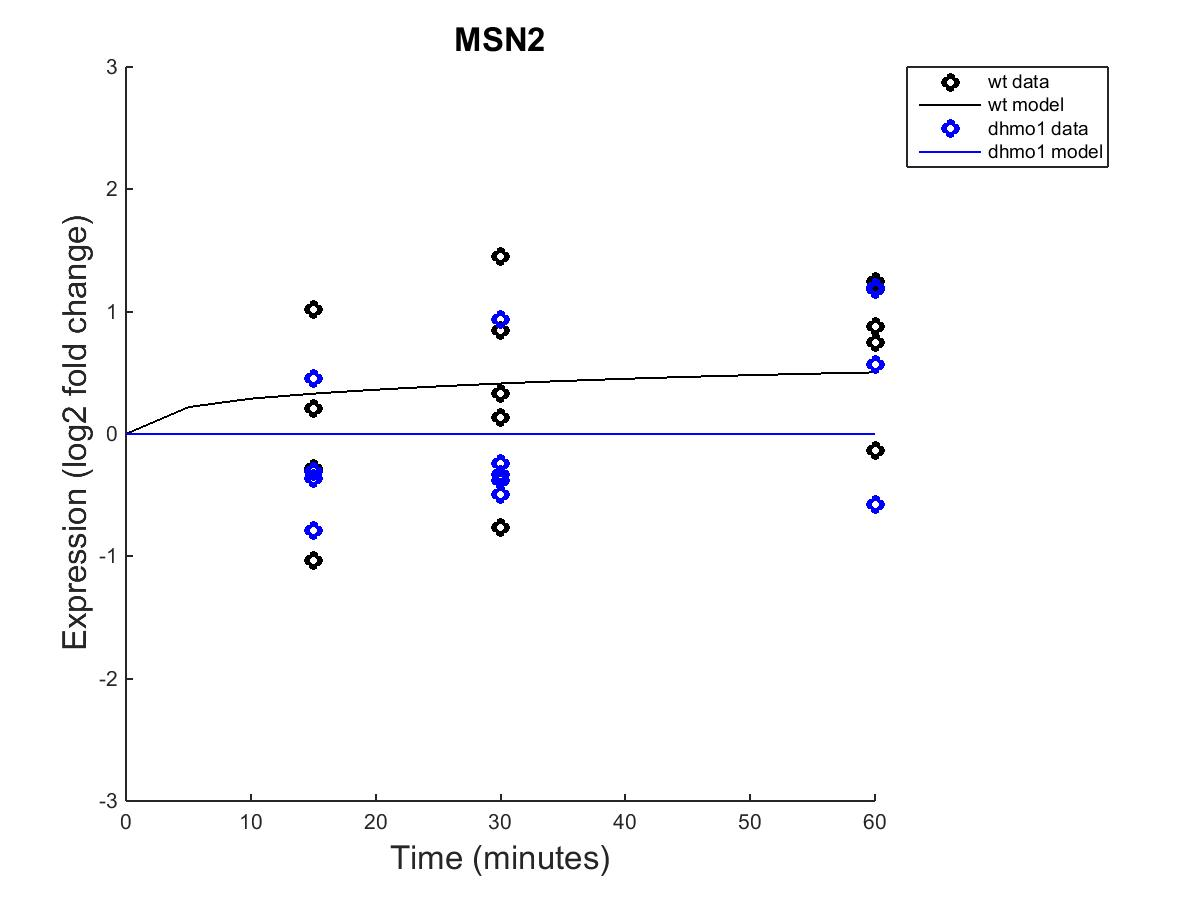 MSN2
wt data
wt model
dhmo1 data
dhmo1 model
Expression (log2 fold change)
3
2
1
0
-1
-2
-3
0 10 20 30 40 50 60
Time (minutes)